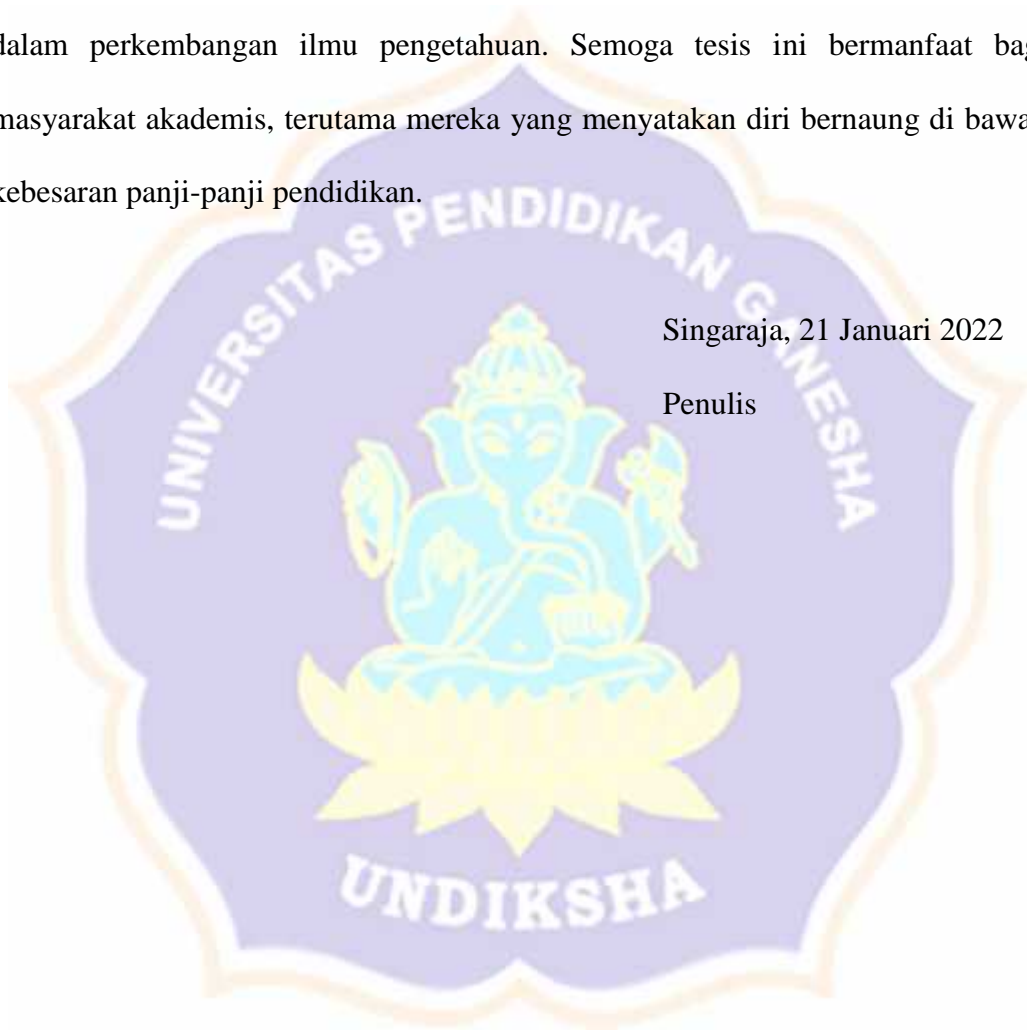 dalam perkembangan ilmu pengetahuan. Semoga tesis ini bermanfaat bag
masyarakat akademis, terutama mereka yang menyatakan diri bernaung di bawa
kebesaran panji-panji pendidikan.
UNIVERSITAS PENDIDIKAN GANESHA
Singaraja, 21 Januari 2022
Penulis
UNDIKSHA